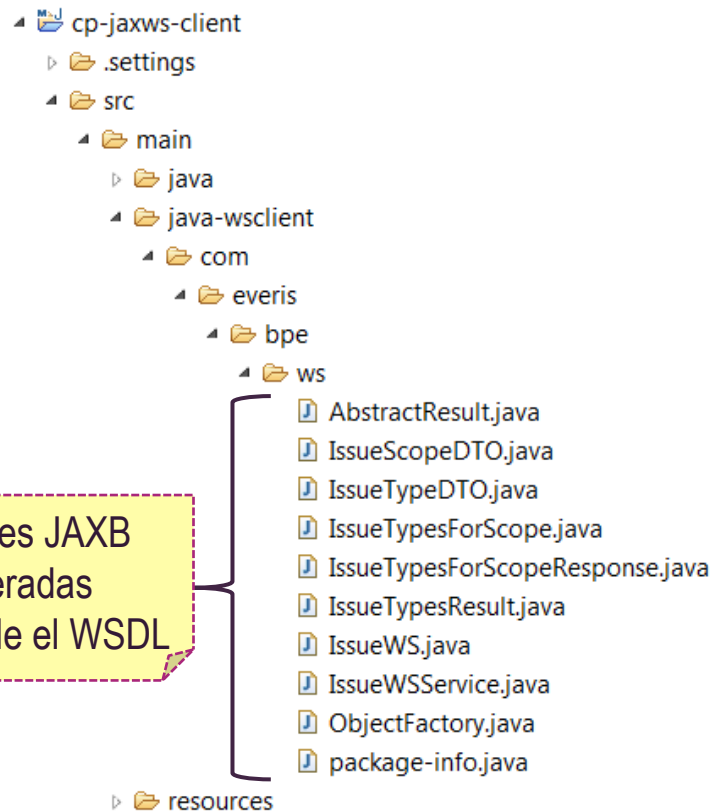 cp-jaxws-client
.settings
src
main
java
java-wsclient
com
everis
bpe
ws
AbstractResult.java
IssueScopeDTO.java
IssueTypeDTO.java
IssueTypesForScope.java
IssueTypesForScopeResponse.java
IssueTypesResult.java
IssueWS.java
IssueWSService.java
ObjectFactory.java
package-info.java
es JAXB
eradas
de el WSDL
resources